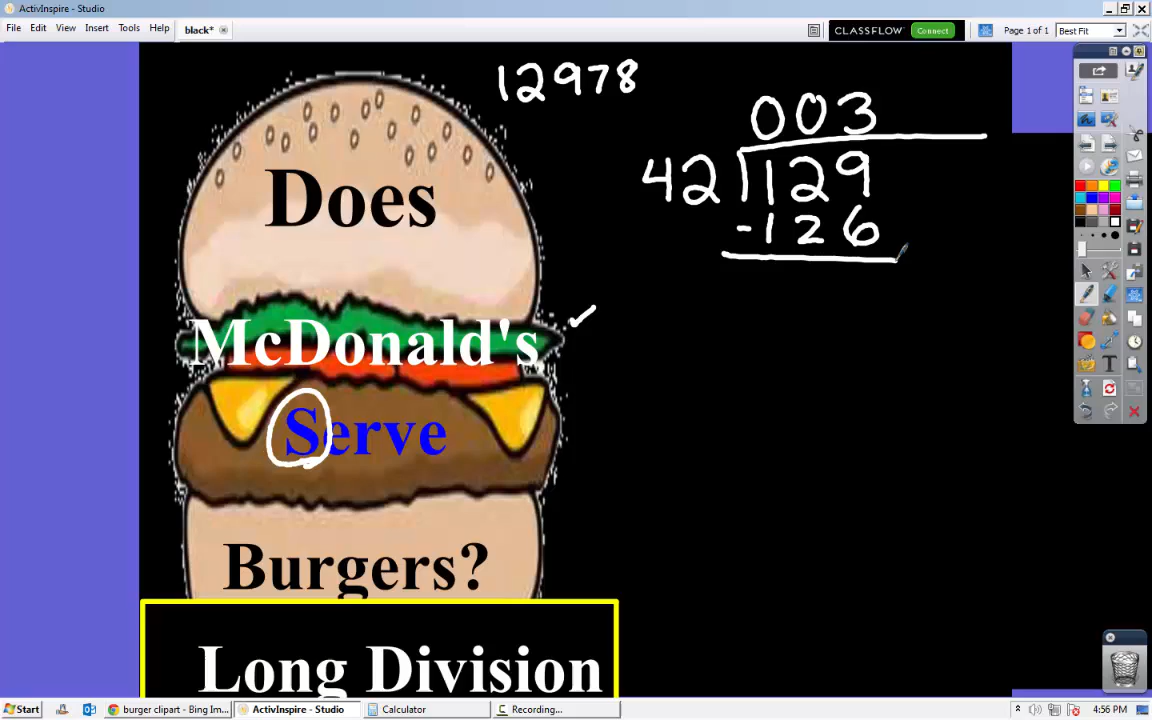 ActivInspire - Studio
File Edit View Insert Tools Help
black*
CLASSFLOW Connect
Page 1 of 1
Best Fit
12978
003
42 129
-126
Does
McDonald's ✓
Serve
Burgers?
Long Division
Start
burger clipart - Bing Im...
ActivInspire - Studio
Calculator
Recording...
4:56 PM